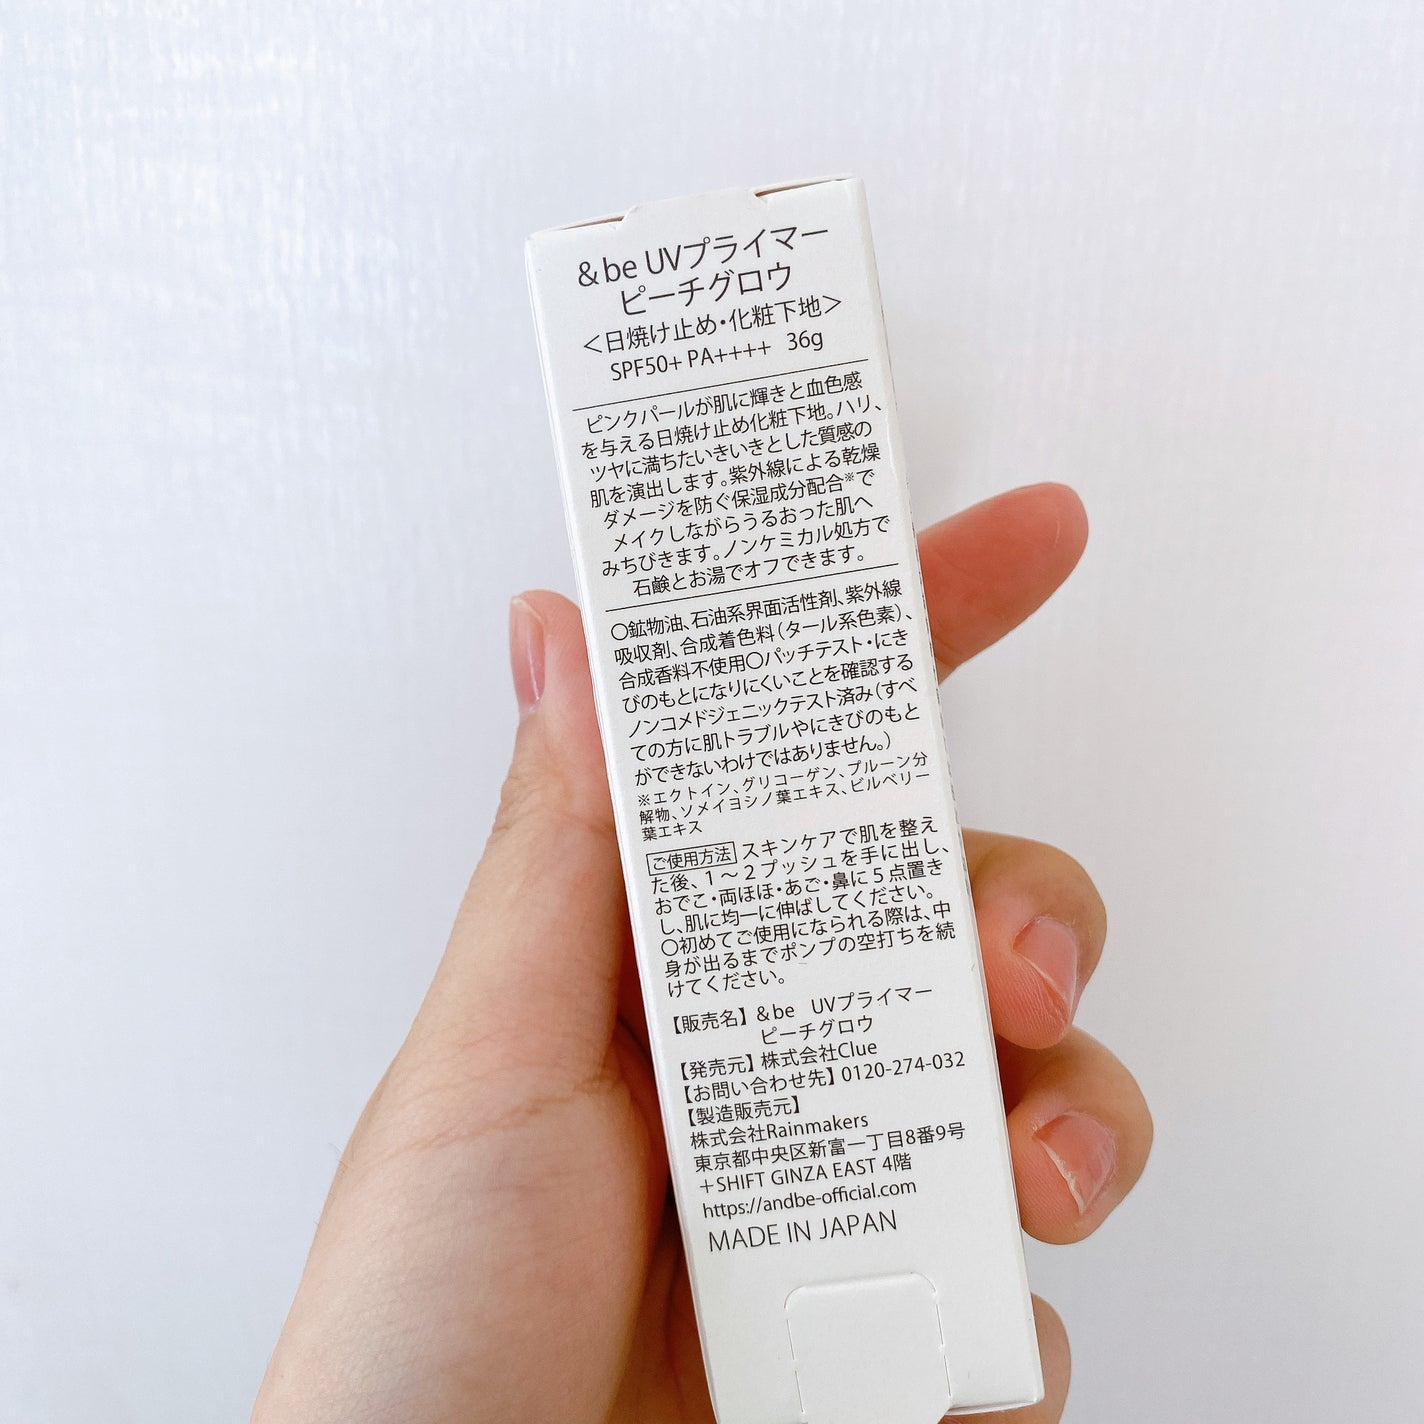 &be UVプライマー
ピーチグロウ
＜日焼け止め・化粧下地＞
SPF50+ PA++++ 36g
ピンクパールが肌に輝きと血色感
を与える日焼け止め化粧下地。ハリ、
ツヤに満ちたいきいきとした質感の
肌を演出します。紫外線による乾燥
ダメージを防ぐ保湿成分配合※で
メイクしながらうるおった肌へ
みちびきます。ノンケミカル処方で
石鹸とお湯でオフできます。
〇鉱物油、石油系界面活性剤、紫外線
吸収剤、合成着色料（タール系色素）、
合成香料不使用〇パッチテスト・にき
びのもとになりにくいことを確認する
ノンコメドジェニックテスト済み（すべ
ての方に肌トラブルやにきびのもと
ができないわけではありません。）
※エクトイン、グリコーゲン、プルーン分
解物、ソメイヨシノ葉エキス、ビルベリー
葉エキス
ご使用方法 スキンケアで肌を整え
た後、１～２プッシュを手に出し、
おでこ・両ほほ・あご・鼻に５点置き
し、肌に均一に伸ばしてください。
〇初めてご使用になられる際は、中
身が出るまでポンプの空打ちを続
けてください。
【販売名】 &be UVプライマー
ピーチグロウ
【発売元】 株式会社Clue
【お問い合わせ先】 0120-274-032
【製造販売元】
株式会社Rainmakers
東京都中央区新富一丁目8番9号
＋SHIFT GINZA EAST 4階
https://andbe-official.com
MADE IN JAPAN